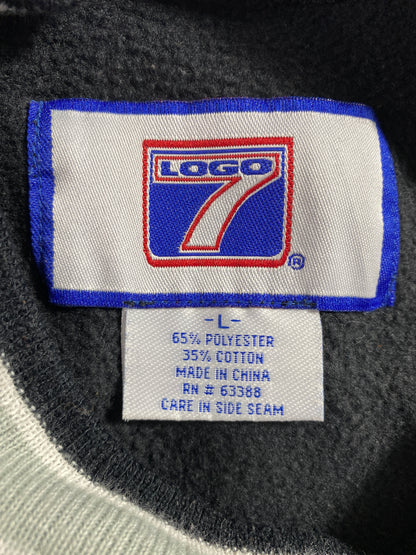 LOGO
7
®
-L-
65% POLYESTER
35% COTTON
MADE IN CHINA
RN # 63388
CARE IN SIDE SEAM